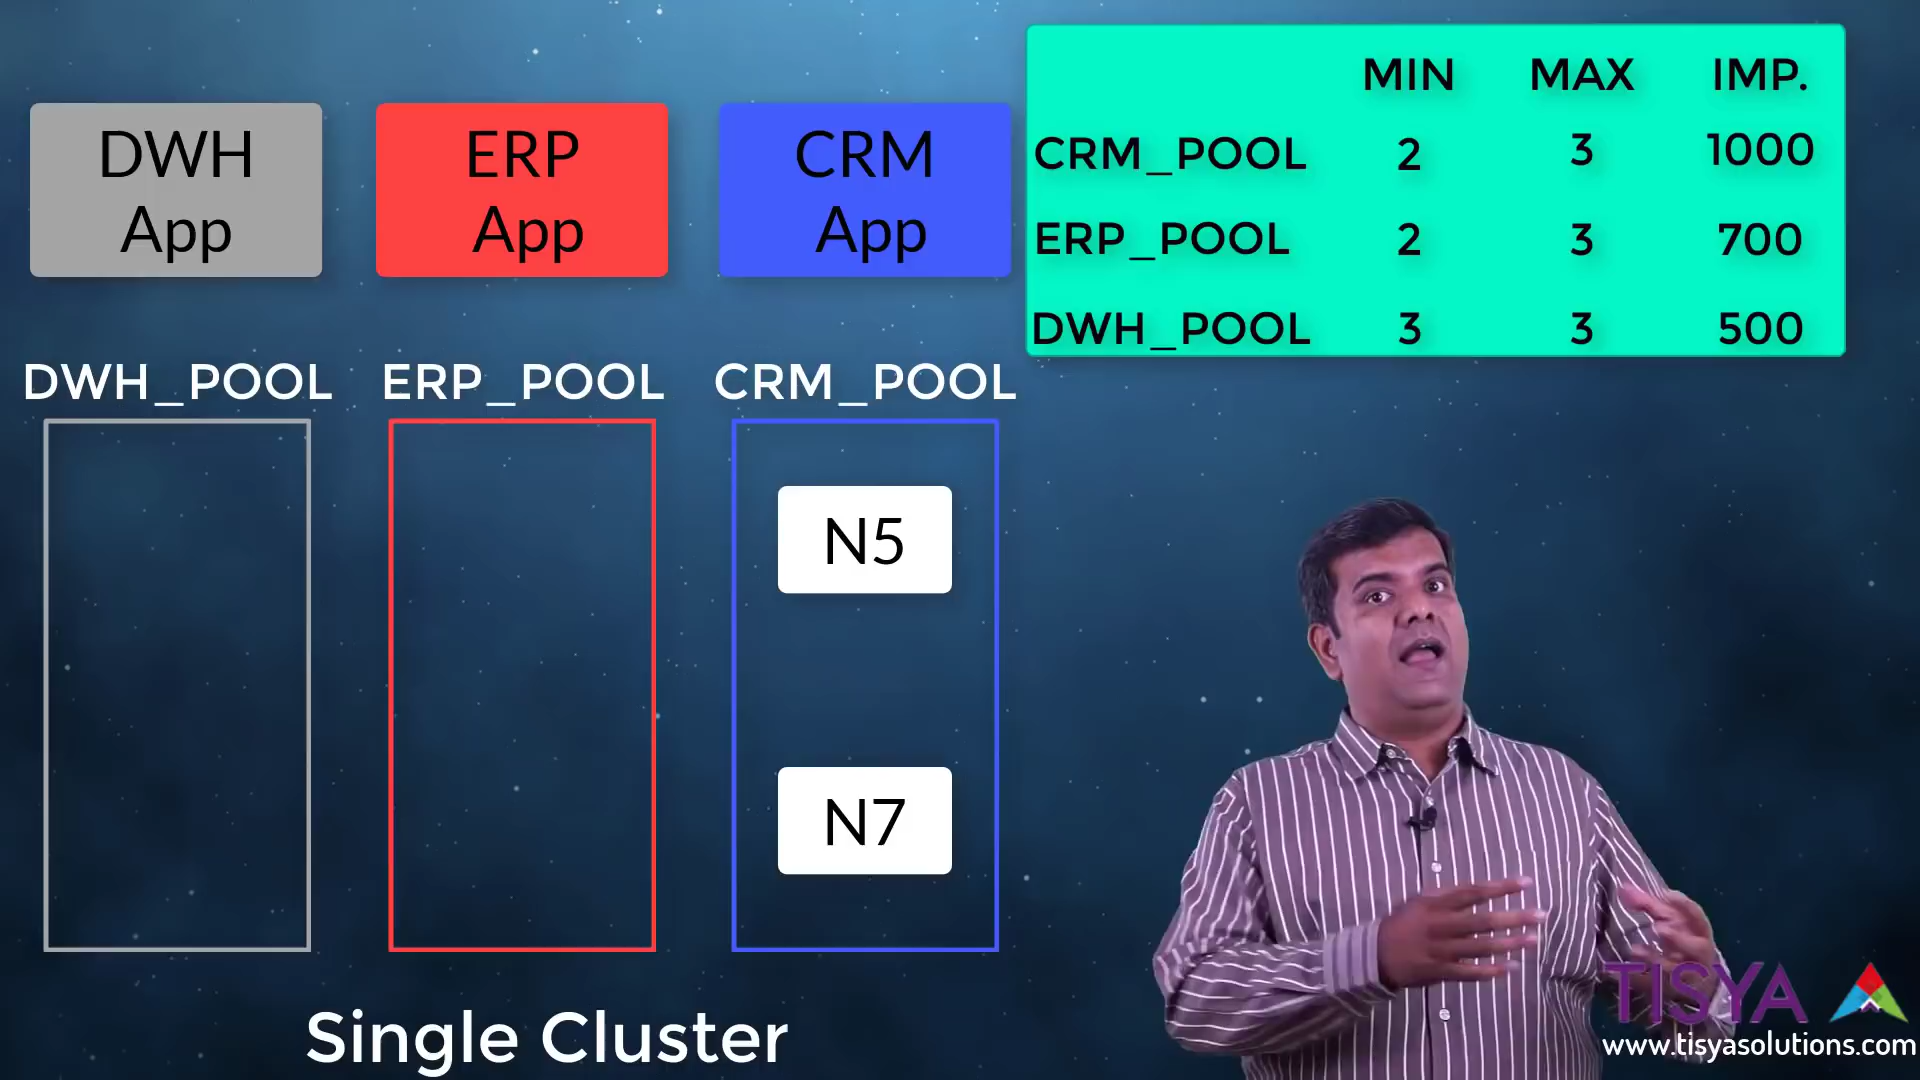 DWH
App
ERP
App
CRM
App
MIN MAX IMP.
CRM_POOL 2 3 1000
ERP_POOL 2 3 700
DWH_POOL 3 3 500
DWH_POOL
ERP_POOL
CRM_POOL
N5
N7
Single Cluster
TISYA
www.tisyasolutions.com